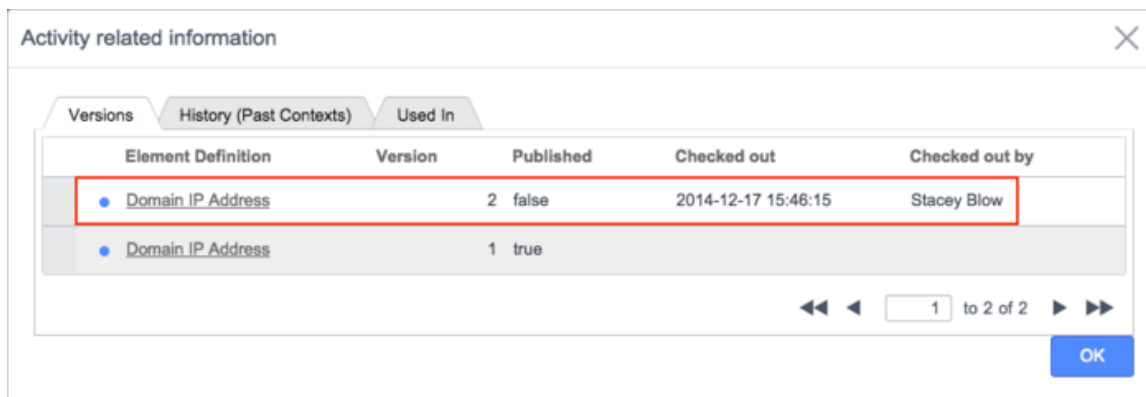 Activity related information
Versions History (Past Contexts) Used In
Element Definition Version Published Checked out Checked out by
Domain IP Address 2 false 2014-12-17 15:46:15 Stacey Blow
Domain IP Address 1 true
1 to 2 of 2
OK